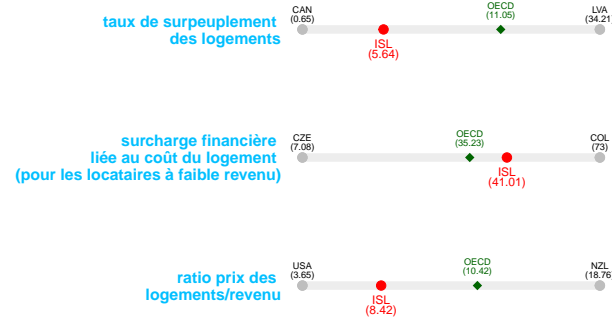 taux de surpeuplement
des logements
CAN
(0.65)
ISL
(5.64)
OECD
(11.05)
LVA
(34.21)
surcharge financière
liée au coût du logement
(pour les locataires à faible revenu)
CZE
(7.08)
OECD
(35.23)
ISL
(41.01)
COL
(73)
ratio prix des
logements/revenu
USA
(3.65)
ISL
(8.42)
OECD
(10.42)
NZL
(18.76)